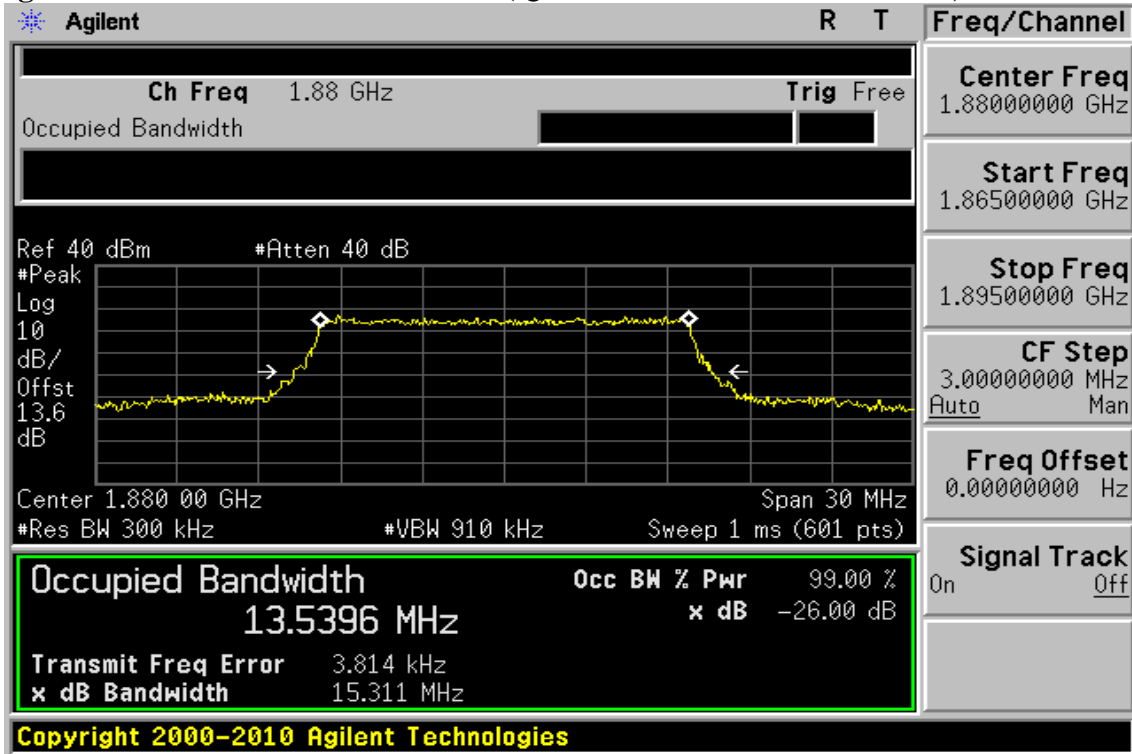 Agilent R T Freq/Channel
Ch Freq 1.88 GHz Trig Free
Occupied Bandwidth
Center Freq
1.88000000 GHz
Start Freq
1.86500000 GHz
Stop Freq
1.89500000 GHz
CF Step
3.00000000 MHz
Auto Man
Freq Offset
0.00000000 Hz
Signal Track
On Off
Ref 40 dBm #Atten 40 dB
#Peak
Log
10
dB/
Offst
13.6
dB
Center 1.880 00 GHz Span 30 MHz
#Res BW 300 kHz #VBW 910 kHz Sweep 1 ms (601 pts)
Occupied Bandwidth Occ BW % Pwr 99.00 %
13.5396 MHz x dB -26.00 dB
Transmit Freq Error 3.814 kHz
x dB Bandwidth 15.311 MHz
Copyright 2000-2010 Agilent Technologies